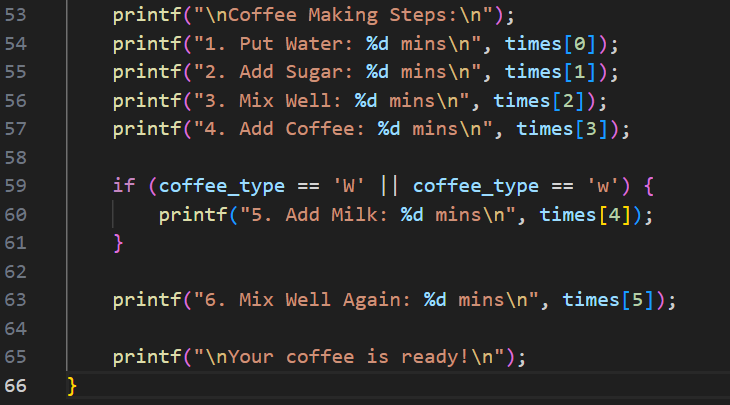 53 printf("\nCoffee Making Steps:\n");
54 printf("1. Put Water: %d mins\n", times[0]);
55 printf("2. Add Sugar: %d mins\n", times[1]);
56 printf("3. Mix Well: %d mins\n", times[2]);
57 printf("4. Add Coffee: %d mins\n", times[3]);
58
59 if (coffee_type == 'W' || coffee_type == 'w') {
60 printf("5. Add Milk: %d mins\n", times[4]);
61 }
62
63 printf("6. Mix Well Again: %d mins\n", times[5]);
64
65 printf("\nYour coffee is ready!\n");
66 }